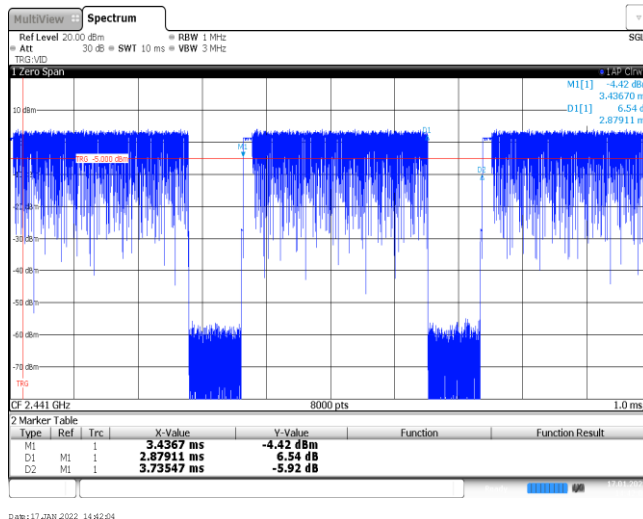 MultiView Spectrum
Ref Level 20.00 dBm RBW 1 MHz SGL
Att 30 dB SWT 10 ms VBW 3 MHz
TRG:VID
1 Zero Span 1AP Clrw
M1[1] -4.42 dBm
3.43670 ms
D1[1] 6.54 d
2.87911 ms
10 dBm
D1
M1
TRG -5.000 dBm
D2
-30 dBm
-40 dBm
-50 dBm
-60 dBm
-70 dBm
TRG
CF 2.441 GHz 8000 pts 1.0 ms
2 Marker Table
Type Ref Trc X-Value Y-Value Function Function Result
M1 1 3.4367 ms -4.42 dBm
D1 M1 1 2.87911 ms 6.54 dB
D2 M1 1 3.73547 ms -5.92 dB
Date: 17.JAN.2022 14:42:04